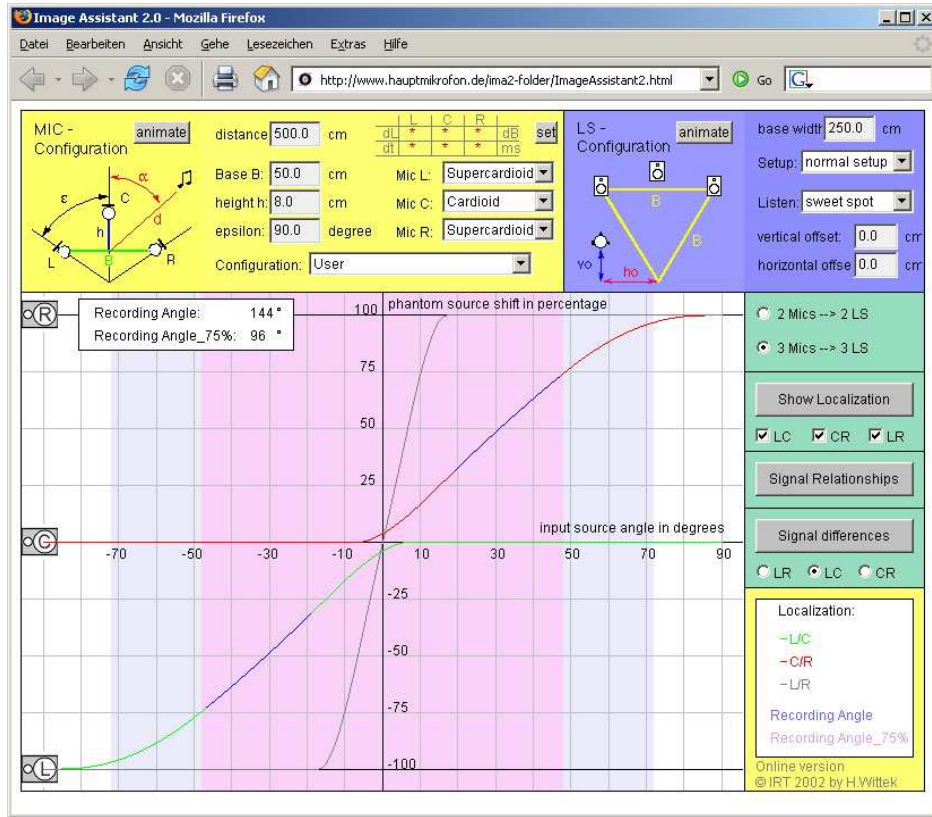 Image Assistant 2.0 - Mozilla Firefox
Datei Bearbeiten Ansicht Gehe Lesezeichen Extras Hilfe
http://www.hauptmikrofon.de/ima2-folder/ImageAssistant2.html Go G
MIC - Configuration
animate
ε α C d h L B R
distance 500.0 cm
L C R
dL * * * dB
dt * * * ms
set
Base B: 50.0 cm Mic L: Supercardioid
height h: 8.0 cm Mic C: Cardioid
epsilon: 90.0 degree Mic R: Supercardioid
Configuration: User
LS - Configuration
animate
B B
vo ho
base width 250.0 cm
Setup: normal setup
Listen: sweet spot
vertical offset: 0.0 cm
horizontal offse 0.0 cm
R
Recording Angle: 144 °
Recording Angle_75%: 96 °
100 phantom source shift in percentage
75
50
25
input source angle in degrees
C
-70 -50 -30 -10 10 30 50 70 90
-25
-50
-75
-100
L
2 Mics --> 2 LS
3 Mics --> 3 LS
Show Localization
LC CR LR
Signal Relationships
Signal differences
LR LC CR
Localization:
- L/C
- C/R
- L/R
Recording Angle
Recording Angle_75%
Online version
© IRT 2002 by H.Wittek